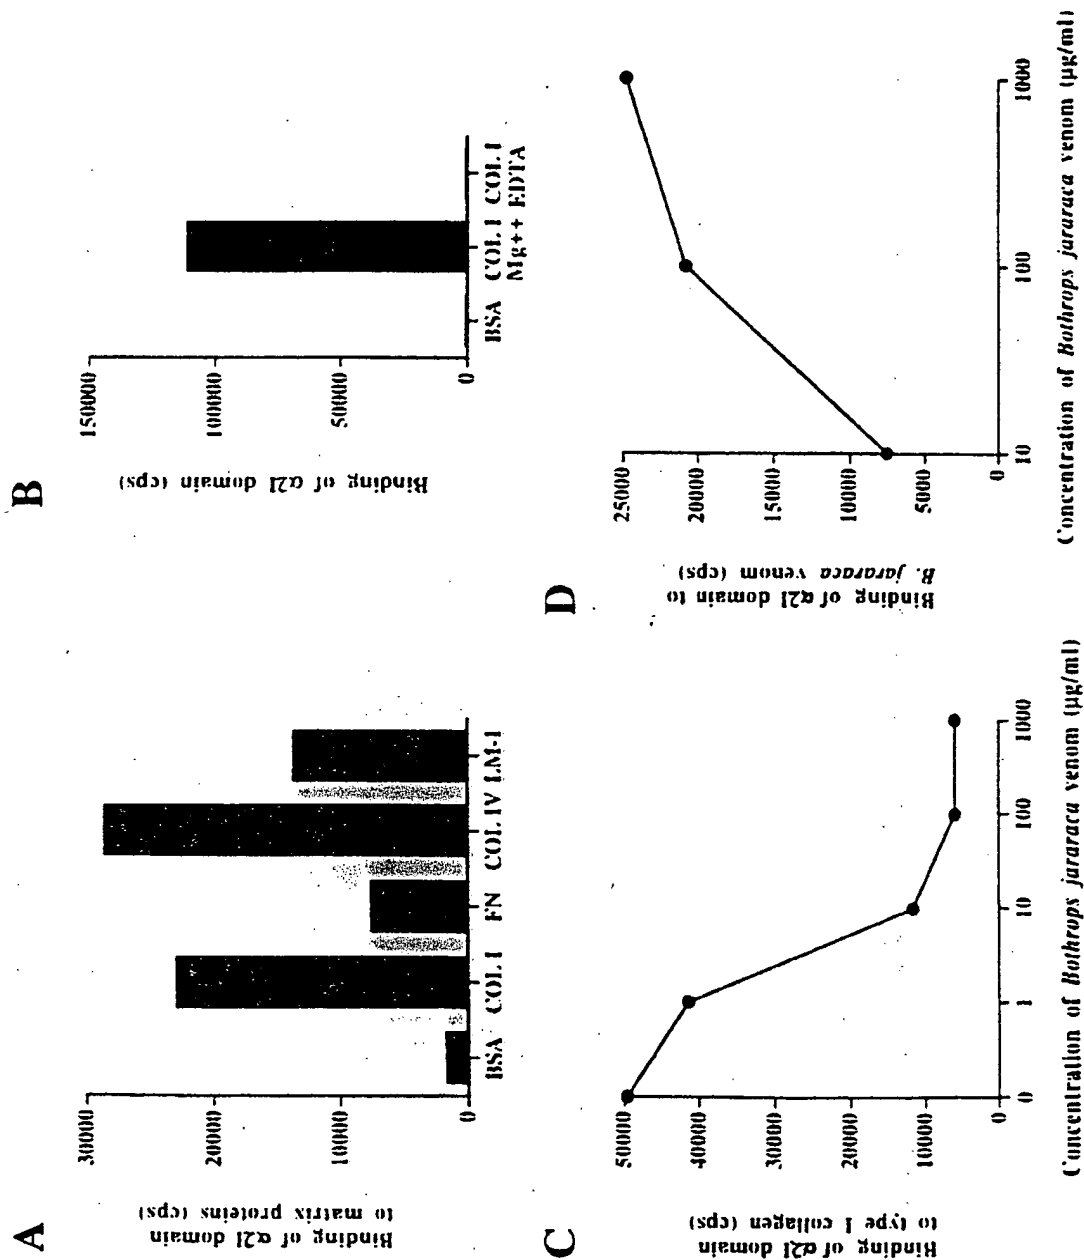 A
Binding of α2I domain
to matrix proteins (cps)
30000
20000
10000
0
BSA COL I FN COL IV LM-1
B
Binding of α2I domain (cps)
150000
100000
50000
0
BSA COL I COL I
Mg++ EDTA
C
Binding of α2I domain
to type I collagen (cps)
50000
40000
30000
20000
10000
0
0 1 10 100 1000
Concentration of Bothrops jararaca venom (µg/ml)
D
Binding of α2I domain to
B. jararaca venom (cps)
25000
20000
15000
10000
5000
0
10 100 1000
Concentration of Bothrops jararaca venom (µg/ml)